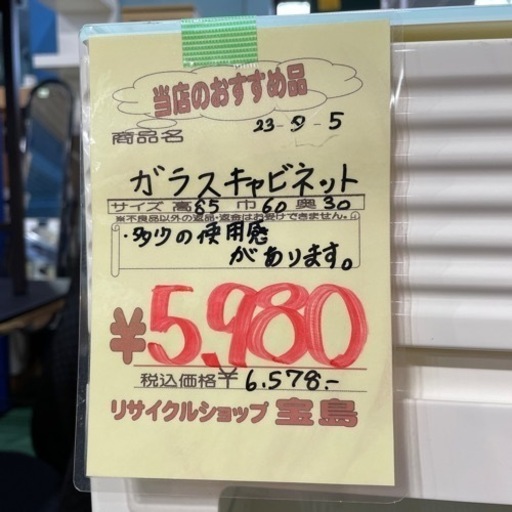 当店のおすすめ品
商品名 23-9-5
ガラスキャビネット
サイズ 高85 巾60 奥30
※不良品以外の返品・返金はお受けできません。
・多少の使用感
があります。
¥5,980
税込価格¥6,578-
リサイクルショップ 宝島